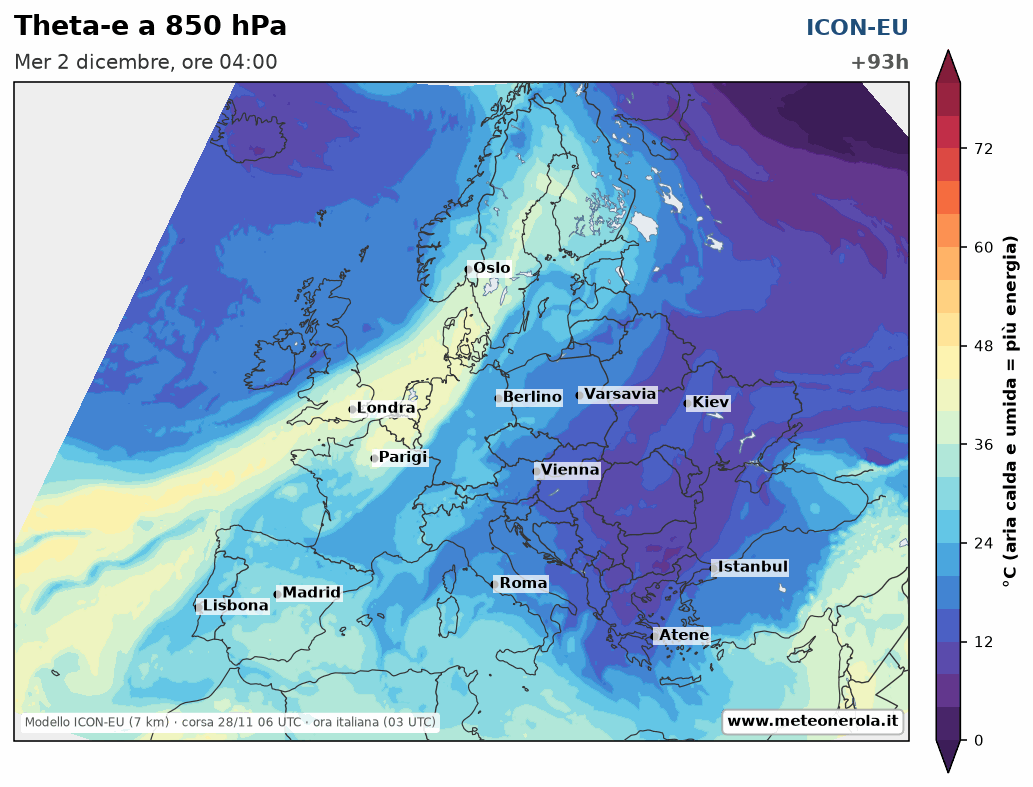 Theta-e a 850 hPa
ICON-EU
Mer 2 dicembre, ore 04:00
+93h
72
60
48
36
24
12
0
°C (aria calda e umida = più energia)
Oslo
Berlino
Varsavia
Kiev
Londra
Parigi
Vienna
Istanbul
Roma
Madrid
Lisbona
Atene
Modello ICON-EU (7 km) · corsa 28/11 06 UTC · ora italiana (03 UTC)
www.meteonerola.it